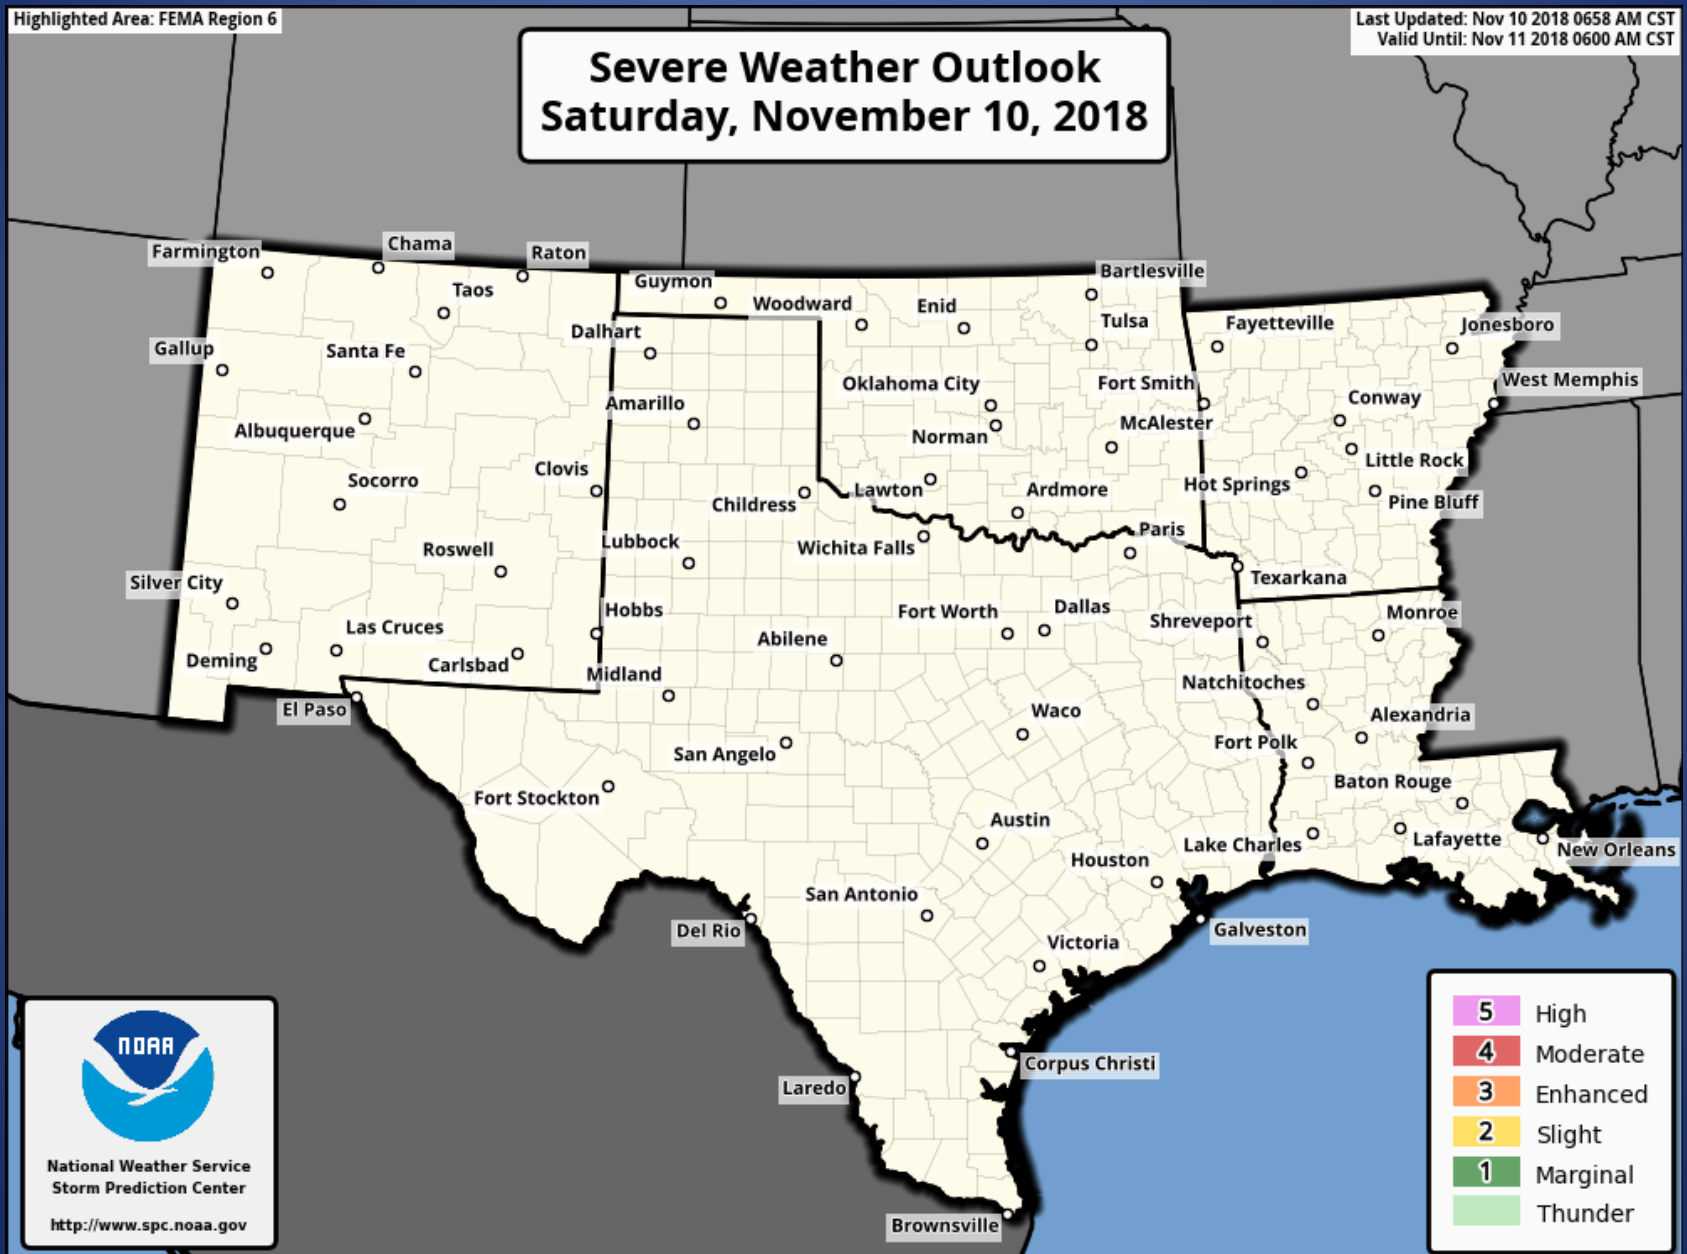 Highlighted Area: FEMA Region 6
Last Updated: Nov 10 2018 0658 AM CST
Valid Until: Nov 11 2018 0600 AM CST
Severe Weather Outlook
Saturday, November 10, 2018
Farmington
Chama
Raton
Taos
Guymon
Woodward
Enid
Bartlesville
Tulsa
Fayetteville
Jonesboro
Gallup
Santa Fe
Dalhart
Oklahoma City
Fort Smith
Conway
West Memphis
Albuquerque
Amarillo
Norman
McAlester
Little Rock
Socorro
Clovis
Childress
Lawton
Ardmore
Hot Springs
Pine Bluff
Roswell
Lubbock
Wichita Falls
Paris
Texarkana
Silver City
Hobbs
Fort Worth
Dallas
Shreveport
Monroe
Las Cruces
Deming
Carlsbad
Midland
Abilene
Natchitoches
El Paso
San Angelo
Waco
Fort Polk
Alexandria
Fort Stockton
Austin
Baton Rouge
Houston
Lake Charles
Lafayette
New Orleans
San Antonio
Del Rio
Victoria
Galveston
Laredo
Corpus Christi
Brownsville
NOAA
National Weather Service
Storm Prediction Center
http://www.spc.noaa.gov
5 High
4 Moderate
3 Enhanced
2 Slight
1 Marginal
Thunder